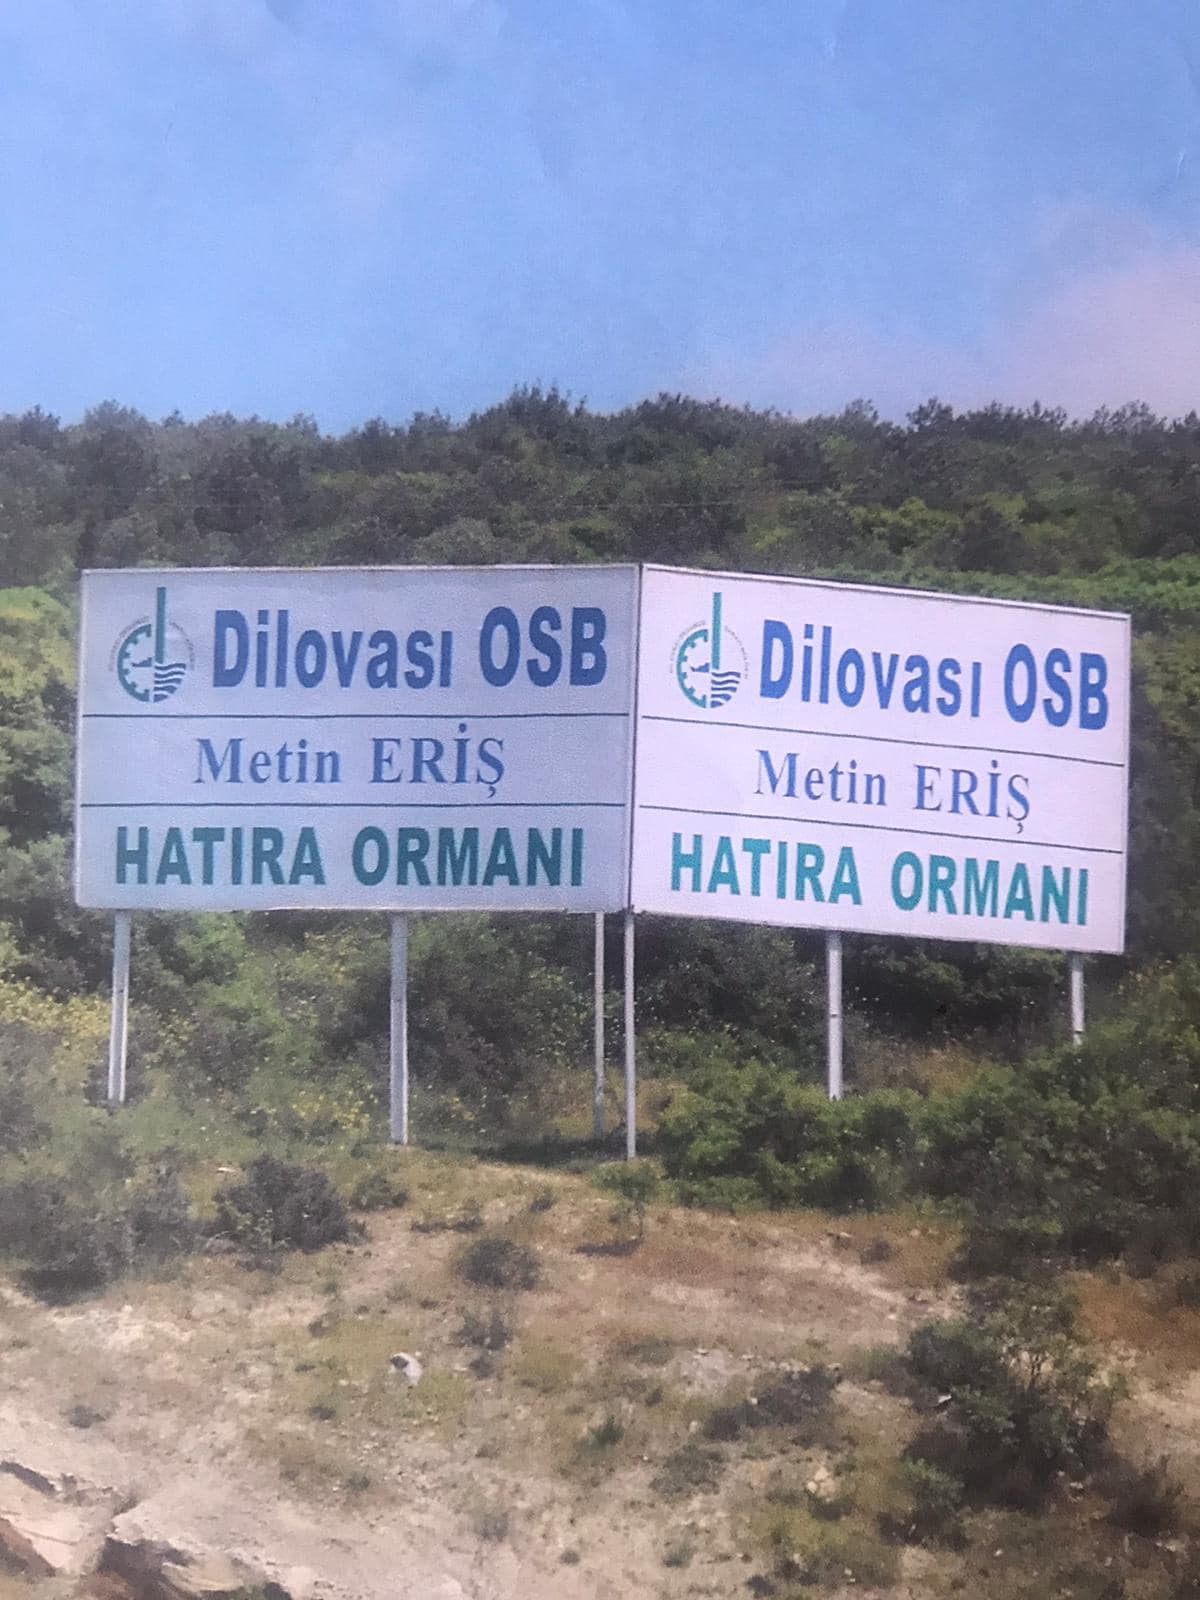 Dilovası OSB
Metin ERİŞ
HATIRA ORMANI
Dilovası OSB
Metin ERİŞ
HATIRA ORMANI